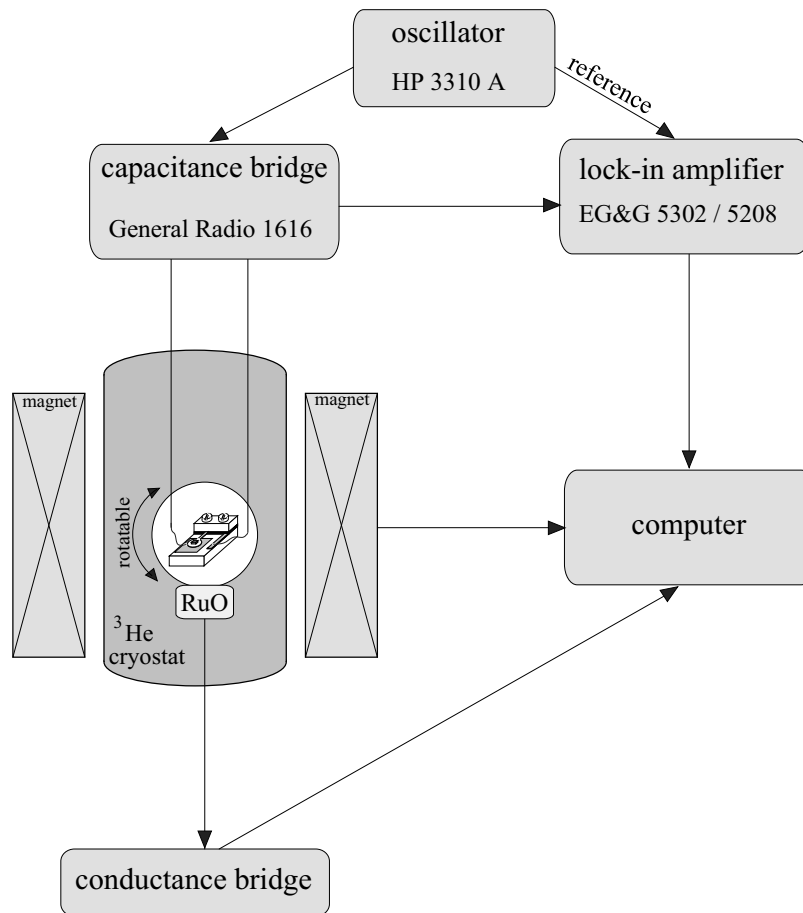 oscillator
HP 3310 A
reference
capacitance bridge
General Radio 1616
lock-in amplifier
EG&G 5302 / 5208
magnet
magnet
rotatable
computer
RuO
³He
cryostat
conductance bridge